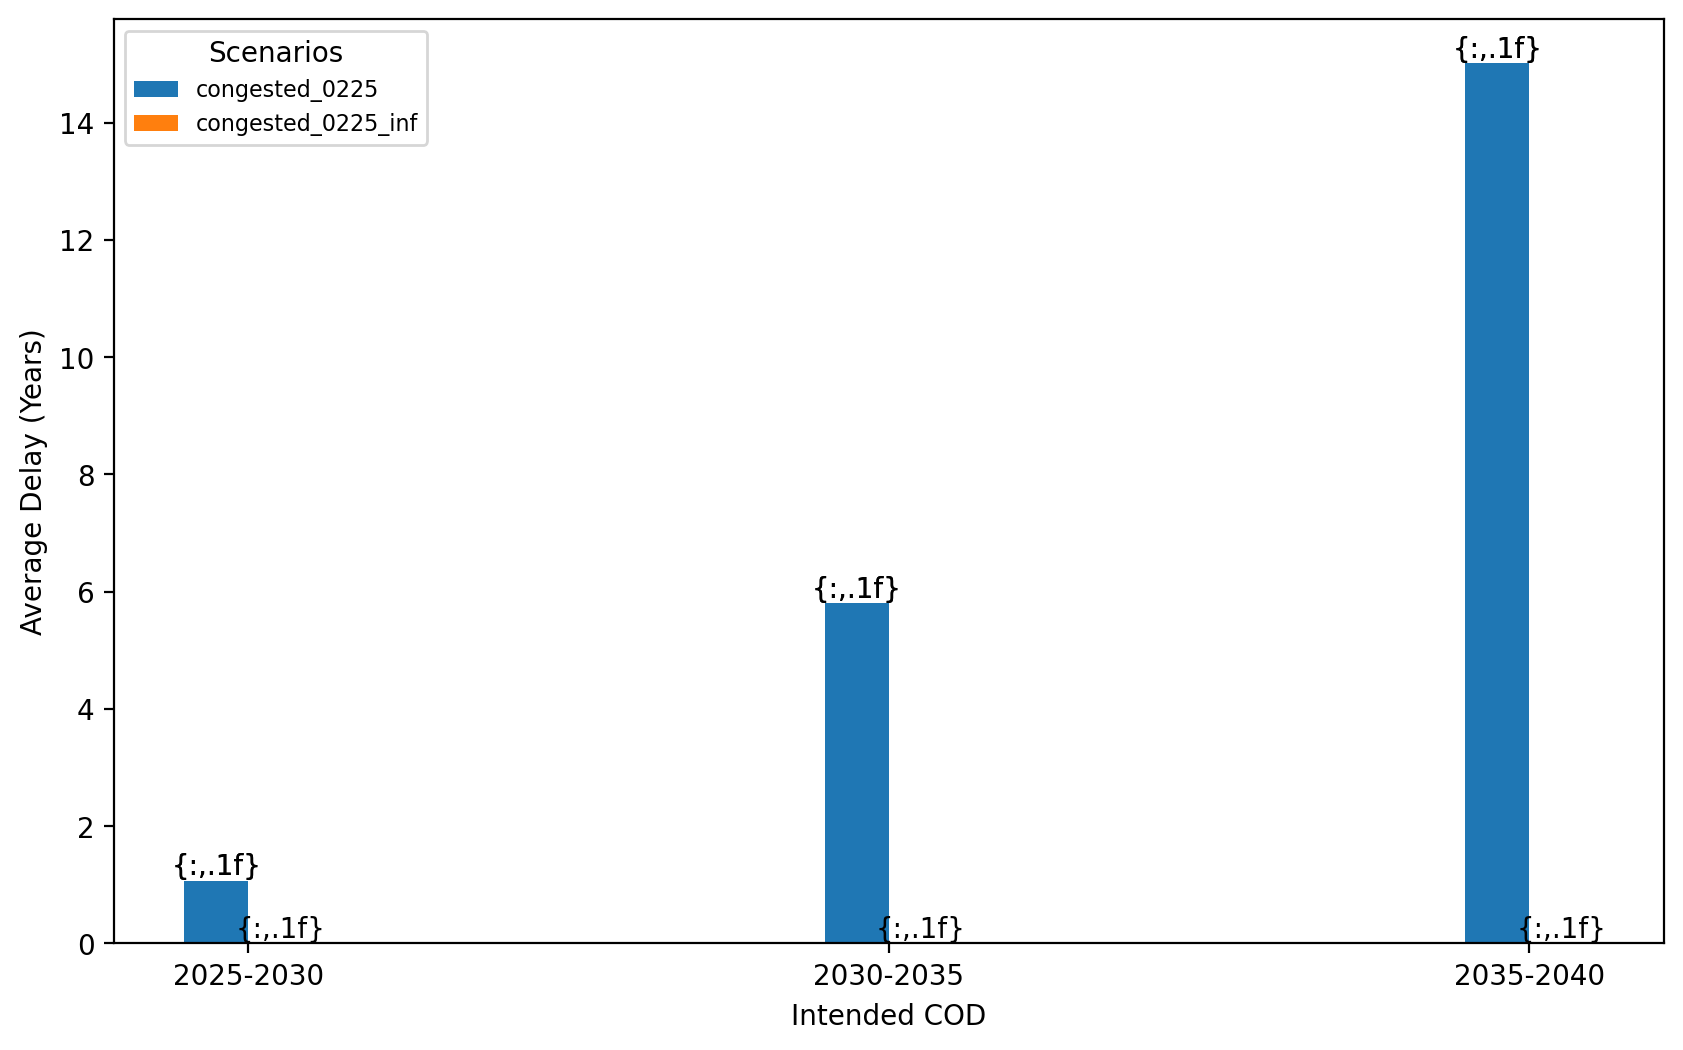 Scenarios
congested_0225
congested_0225_inf
{:,.1f}
{:,.1f}
{:,.1f}
{:,.1f}
{:,.1f}
{:,.1f}
14
12
10
8
6
4
2
0
Average Delay (Years)
2025-2030
2030-2035
2035-2040
Intended COD